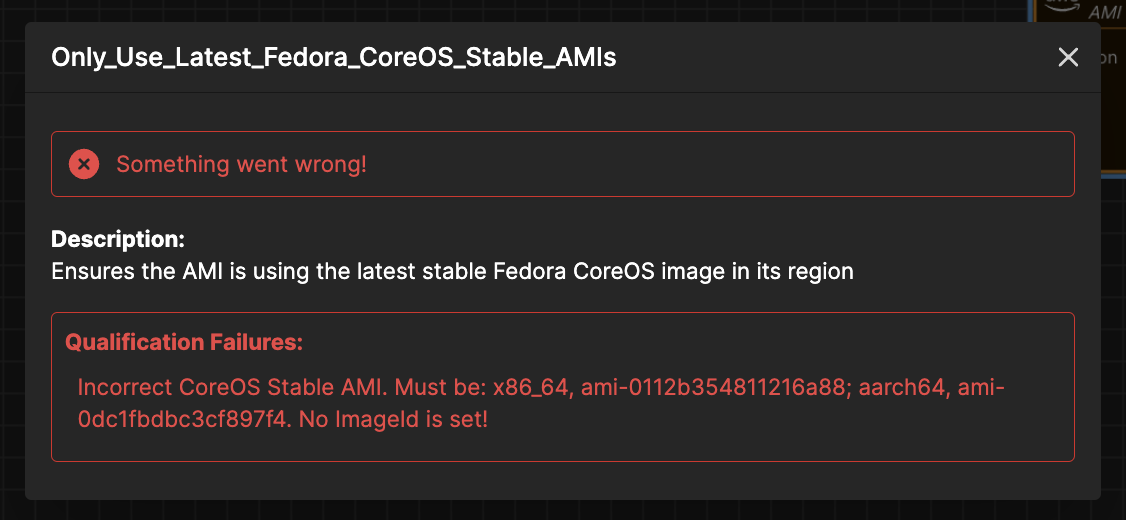 AMI
Only_Use_Latest_Fedora_CoreOS_Stable_AMIs
on
Something went wrong!
Description:
Ensures the AMI is using the latest stable Fedora CoreOS image in its region
Qualification Failures:
Incorrect CoreOS Stable AMI. Must be: x86_64, ami-0112b354811216a88; aarch64, ami-
0dc1fbdbc3cf897f4. No ImageId is set!